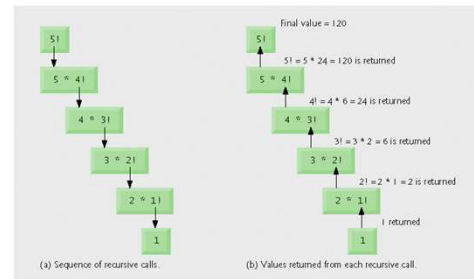 5!
5 * 4!
4 * 3!
3 * 2!
2 * 1!
1
(a) Sequence of recursive calls.
Final value = 120
5!
5! = 5 * 24 = 120 is returned
5 * 4!
4! = 4 * 6 = 24 is returned
4 * 3!
3! = 3 * 2 = 6 is returned
3 * 2!
2! = 2 * 1 = 2 is returned
2 * 1!
1 returned
1
(b) Values returned from each recursive call.